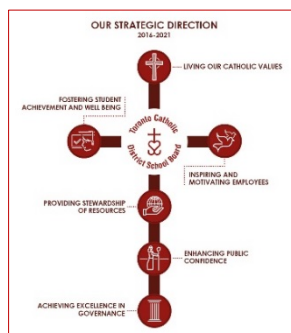 OUR STRATEGIC DIRECTION
2016-2021
LIVING OUR CATHOLIC VALUES
FOSTERING STUDENT
ACHIEVEMENT AND WELL BEING
Toronto Catholic
District School Board
INSPIRING AND
MOTIVATING EMPLOYEES
PROVIDING STEWARDSHIP
OF RESOURCES
ENHANCING PUBLIC
CONFIDENCE
ACHIEVING EXCELLENCE IN
GOVERNANCE